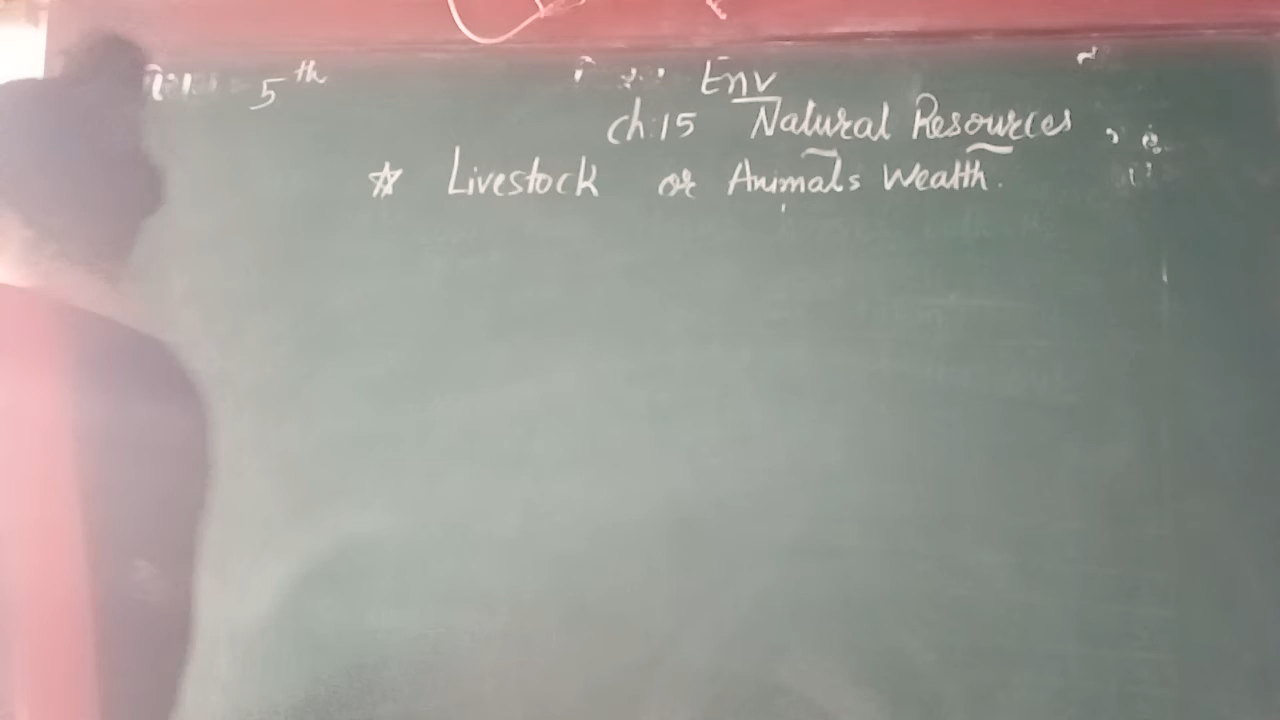 5th Env
ch:15 Natural Resources
☆ Livestock or Animals Wealth.